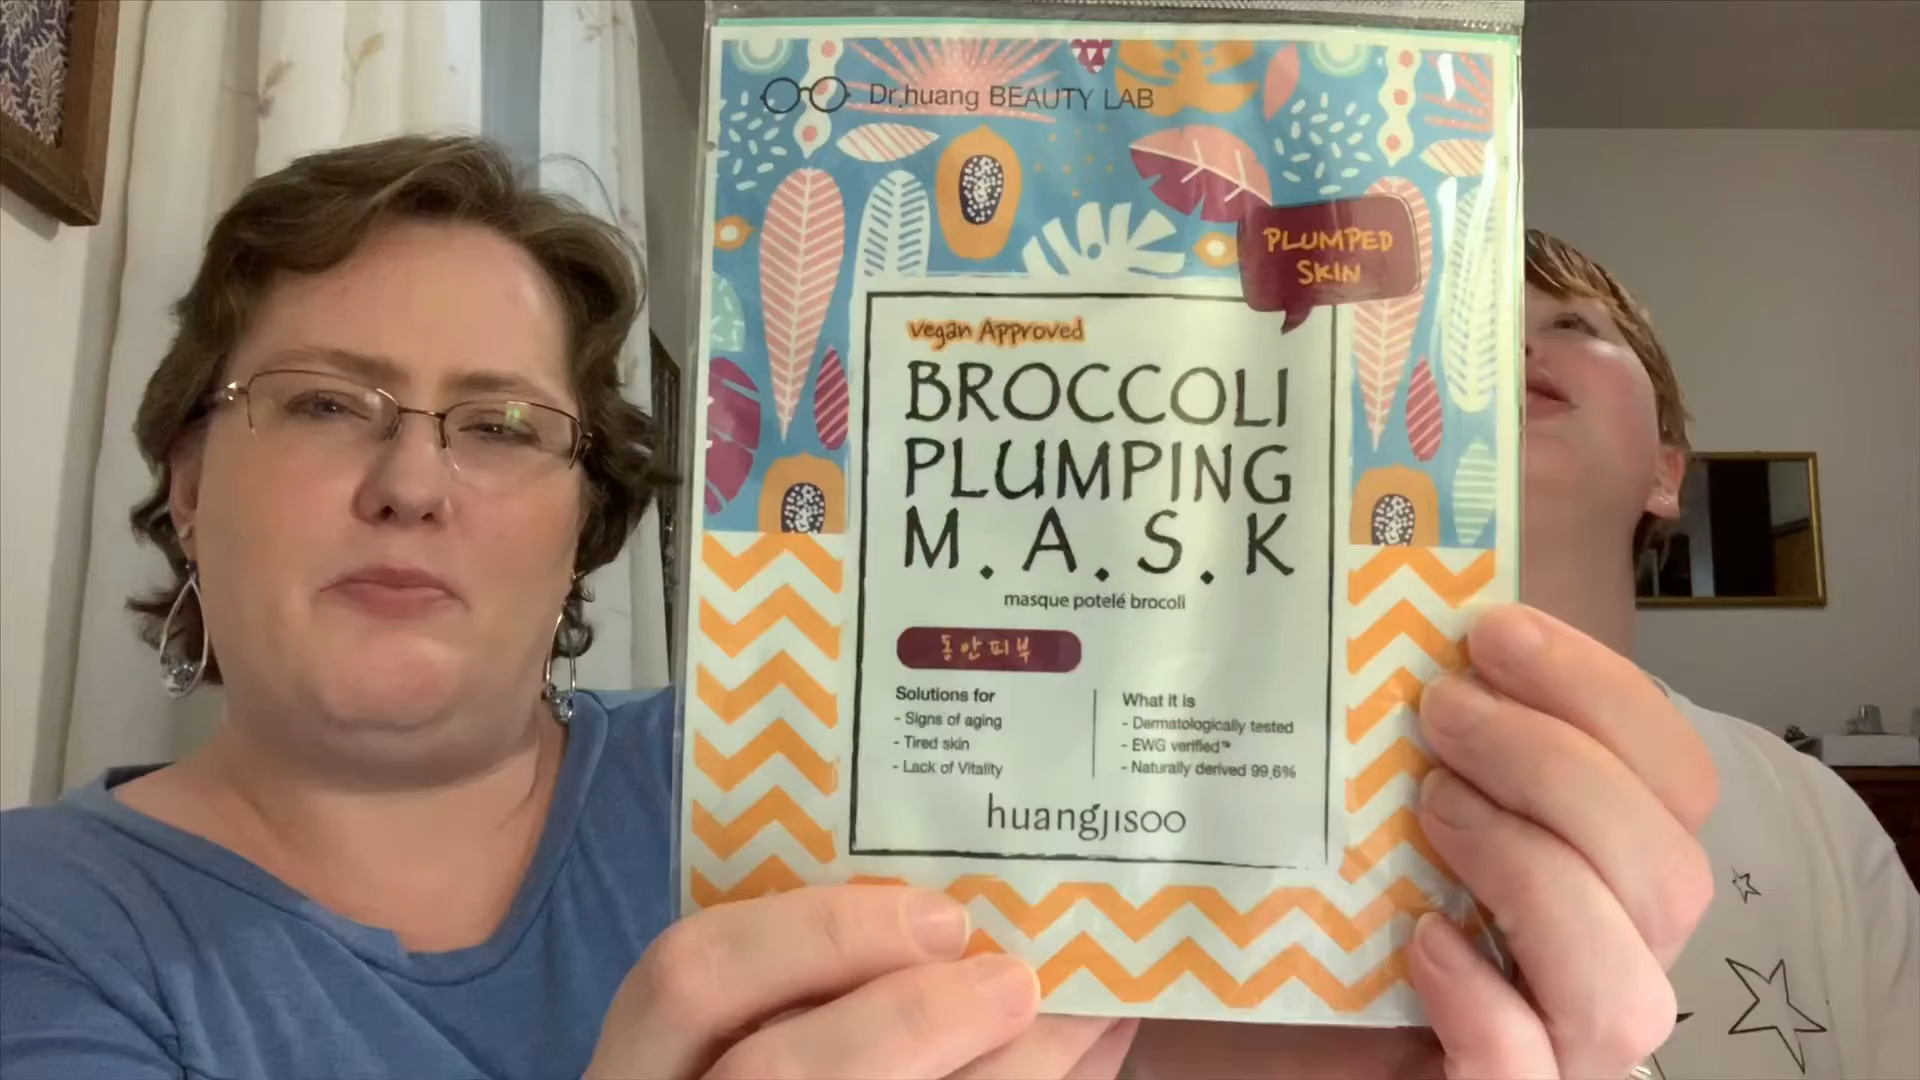 Dr.huang BEAUTY LAB
PLUMPED
SKIN
vegan Approved
BROCCOLI
PLUMPING
M.A.S.K
masque potelé brocoli
동안피부
Solutions for
- Signs of aging
- Tired skin
- Lack of Vitality
What it is
- Dermatologically tested
- EWG verified™
- Naturally derived 99,6%
huangjisoo